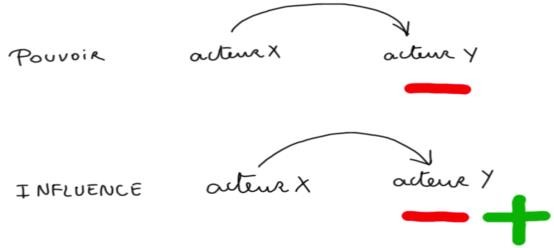 POUVOIR acteur X acteur Y
INFLUENCE acteur X acteur Y